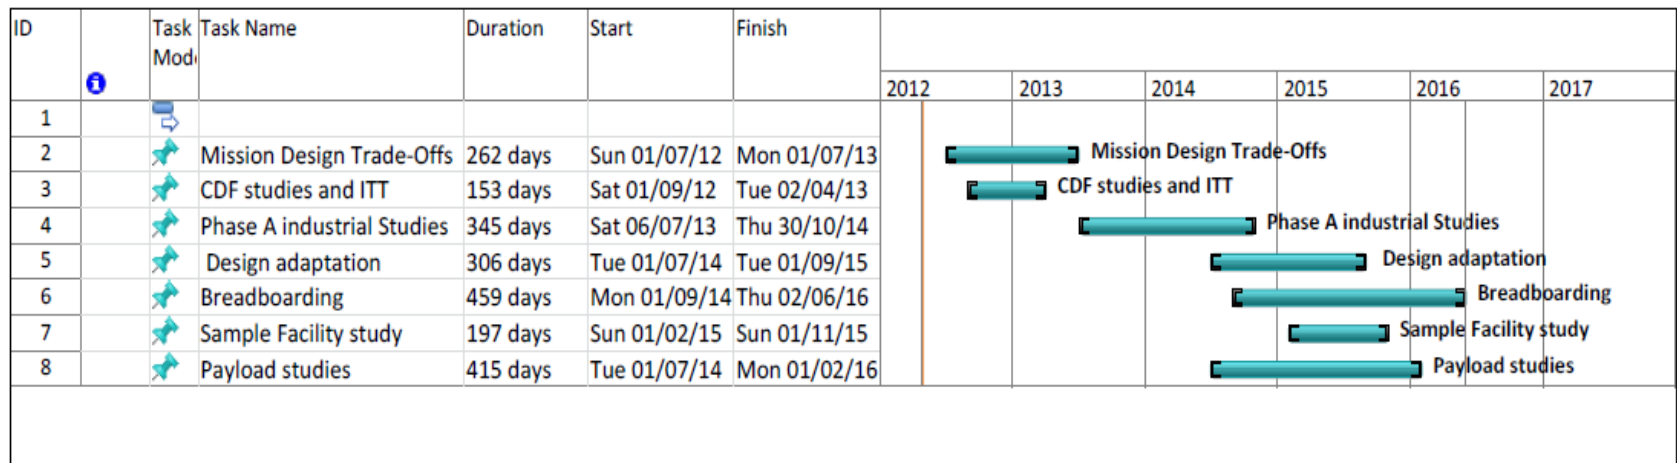 ID Task Task Name Duration Start Finish
Mod
2012 2013 2014 2015 2016 2017
1
2 Mission Design Trade-Offs 262 days Sun 01/07/12 Mon 01/07/13 Mission Design Trade-Offs
3 CDF studies and ITT 153 days Sat 01/09/12 Tue 02/04/13 CDF studies and ITT
4 Phase A industrial Studies 345 days Sat 06/07/13 Thu 30/10/14 Phase A industrial Studies
5 Design adaptation 306 days Tue 01/07/14 Tue 01/09/15 Design adaptation
6 Breadboarding 459 days Mon 01/09/14 Thu 02/06/16 Breadboarding
7 Sample Facility study 197 days Sun 01/02/15 Sun 01/11/15 Sample Facility study
8 Payload studies 415 days Tue 01/07/14 Mon 01/02/16 Payload studies